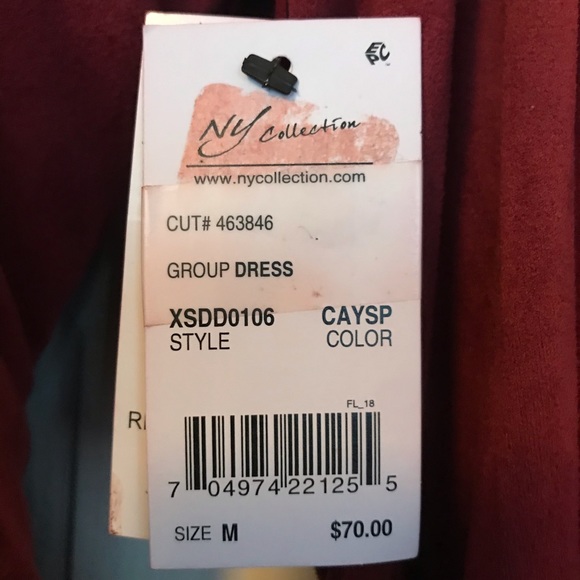 EPC
NY Collection
www.nycollection.com
CUT# 463846
GROUP DRESS
XSDD0106 CAYSP
STYLE COLOR
FL_18
7 04974 22125 5
SIZE M $70.00